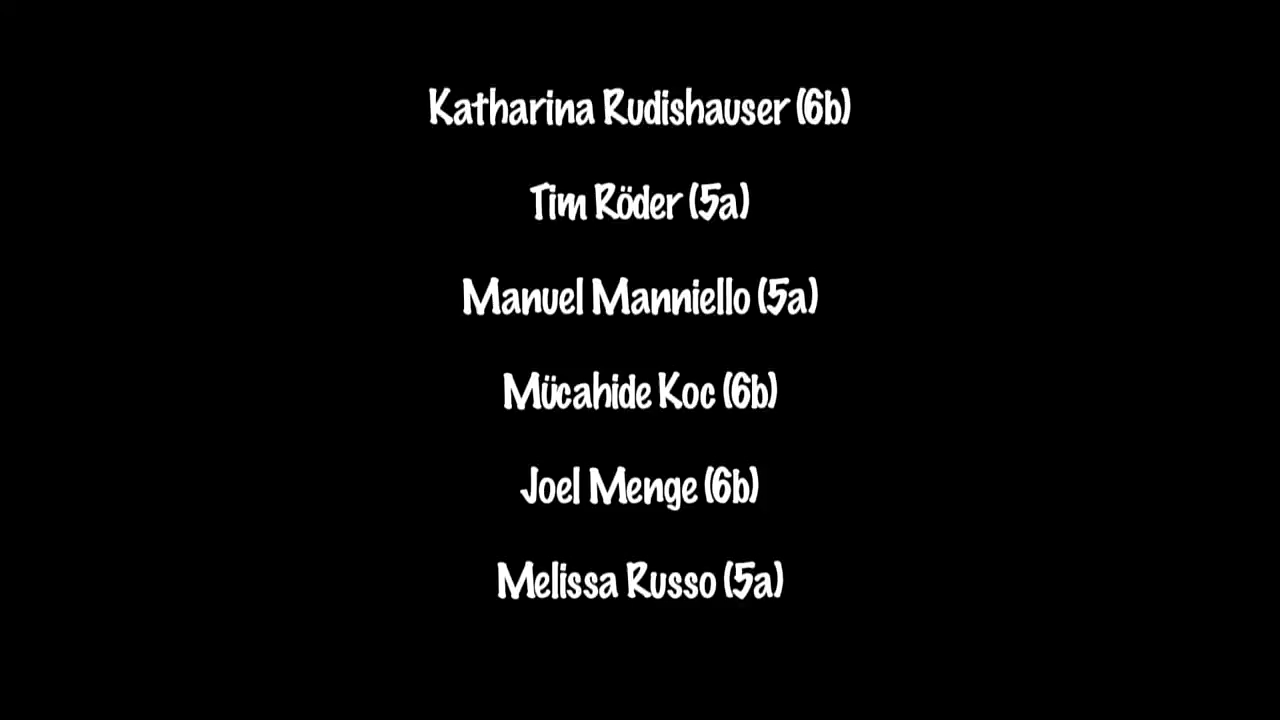 Katharina Rudishauser (6b)
Tim Röder (5a)
Manuel Manniello (5a)
Mücahide Koc (6b)
Joel Menge (6b)
Melissa Russo (5a)